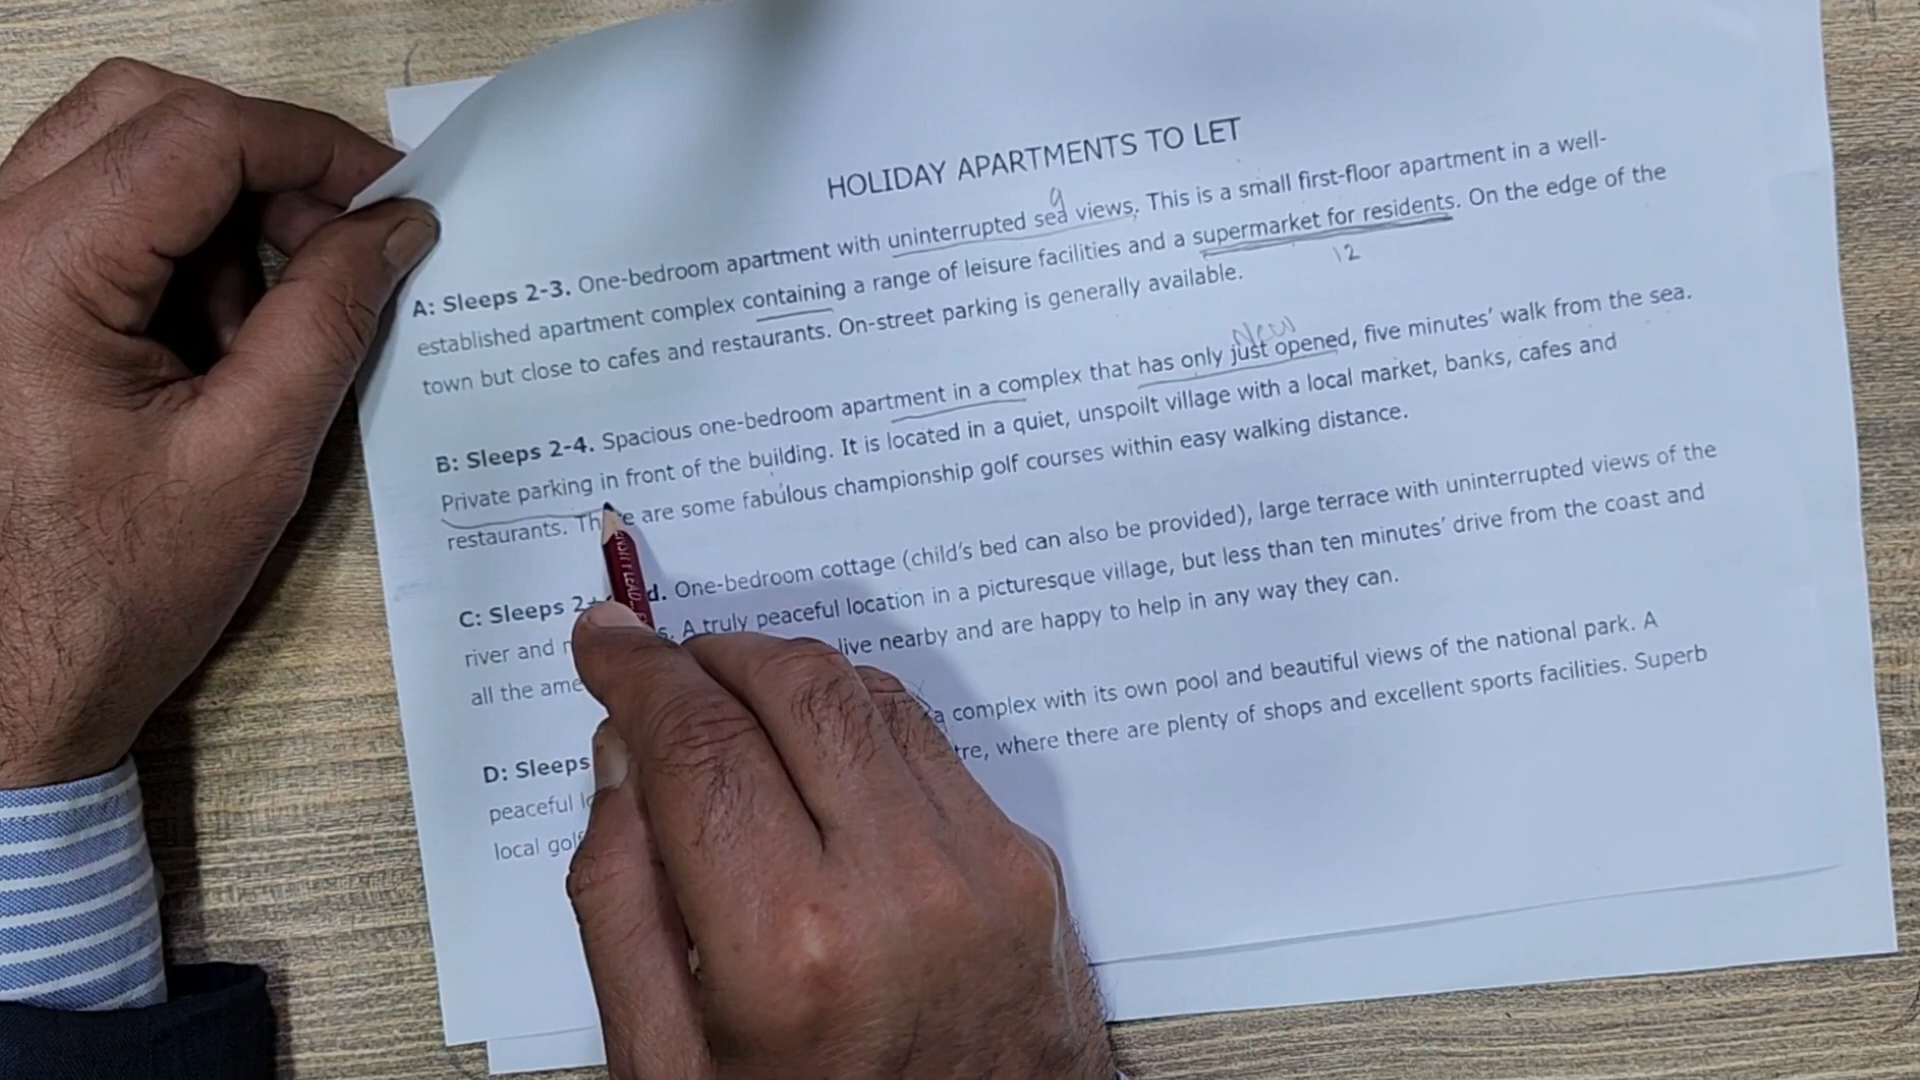 HOLIDAY APARTMENTS TO LET
9
A: Sleeps 2-3. One-bedroom apartment with uninterrupted sea views. This is a small first-floor apartment in a well-
established apartment complex containing a range of leisure facilities and a supermarket for residents. On the edge of the
12
town but close to cafes and restaurants. On-street parking is generally available.
New
B: Sleeps 2-4. Spacious one-bedroom apartment in a complex that has only just opened, five minutes' walk from the sea.
Private parking in front of the building. It is located in a quiet, unspoilt village with a local market, banks, cafes and
restaurants. There are some fabulous championship golf courses within easy walking distance.
C: Sleeps 2 d. One-bedroom cottage (child's bed can also be provided), large terrace with uninterrupted views of the
river and A truly peaceful location in a picturesque village, but less than ten minutes' drive from the coast and
all the live nearby and are happy to help in any way they can.
D: Sleeps a complex with its own pool and beautiful views of the national park. A
peaceful where there are plenty of shops and excellent sports facilities. Superb
local